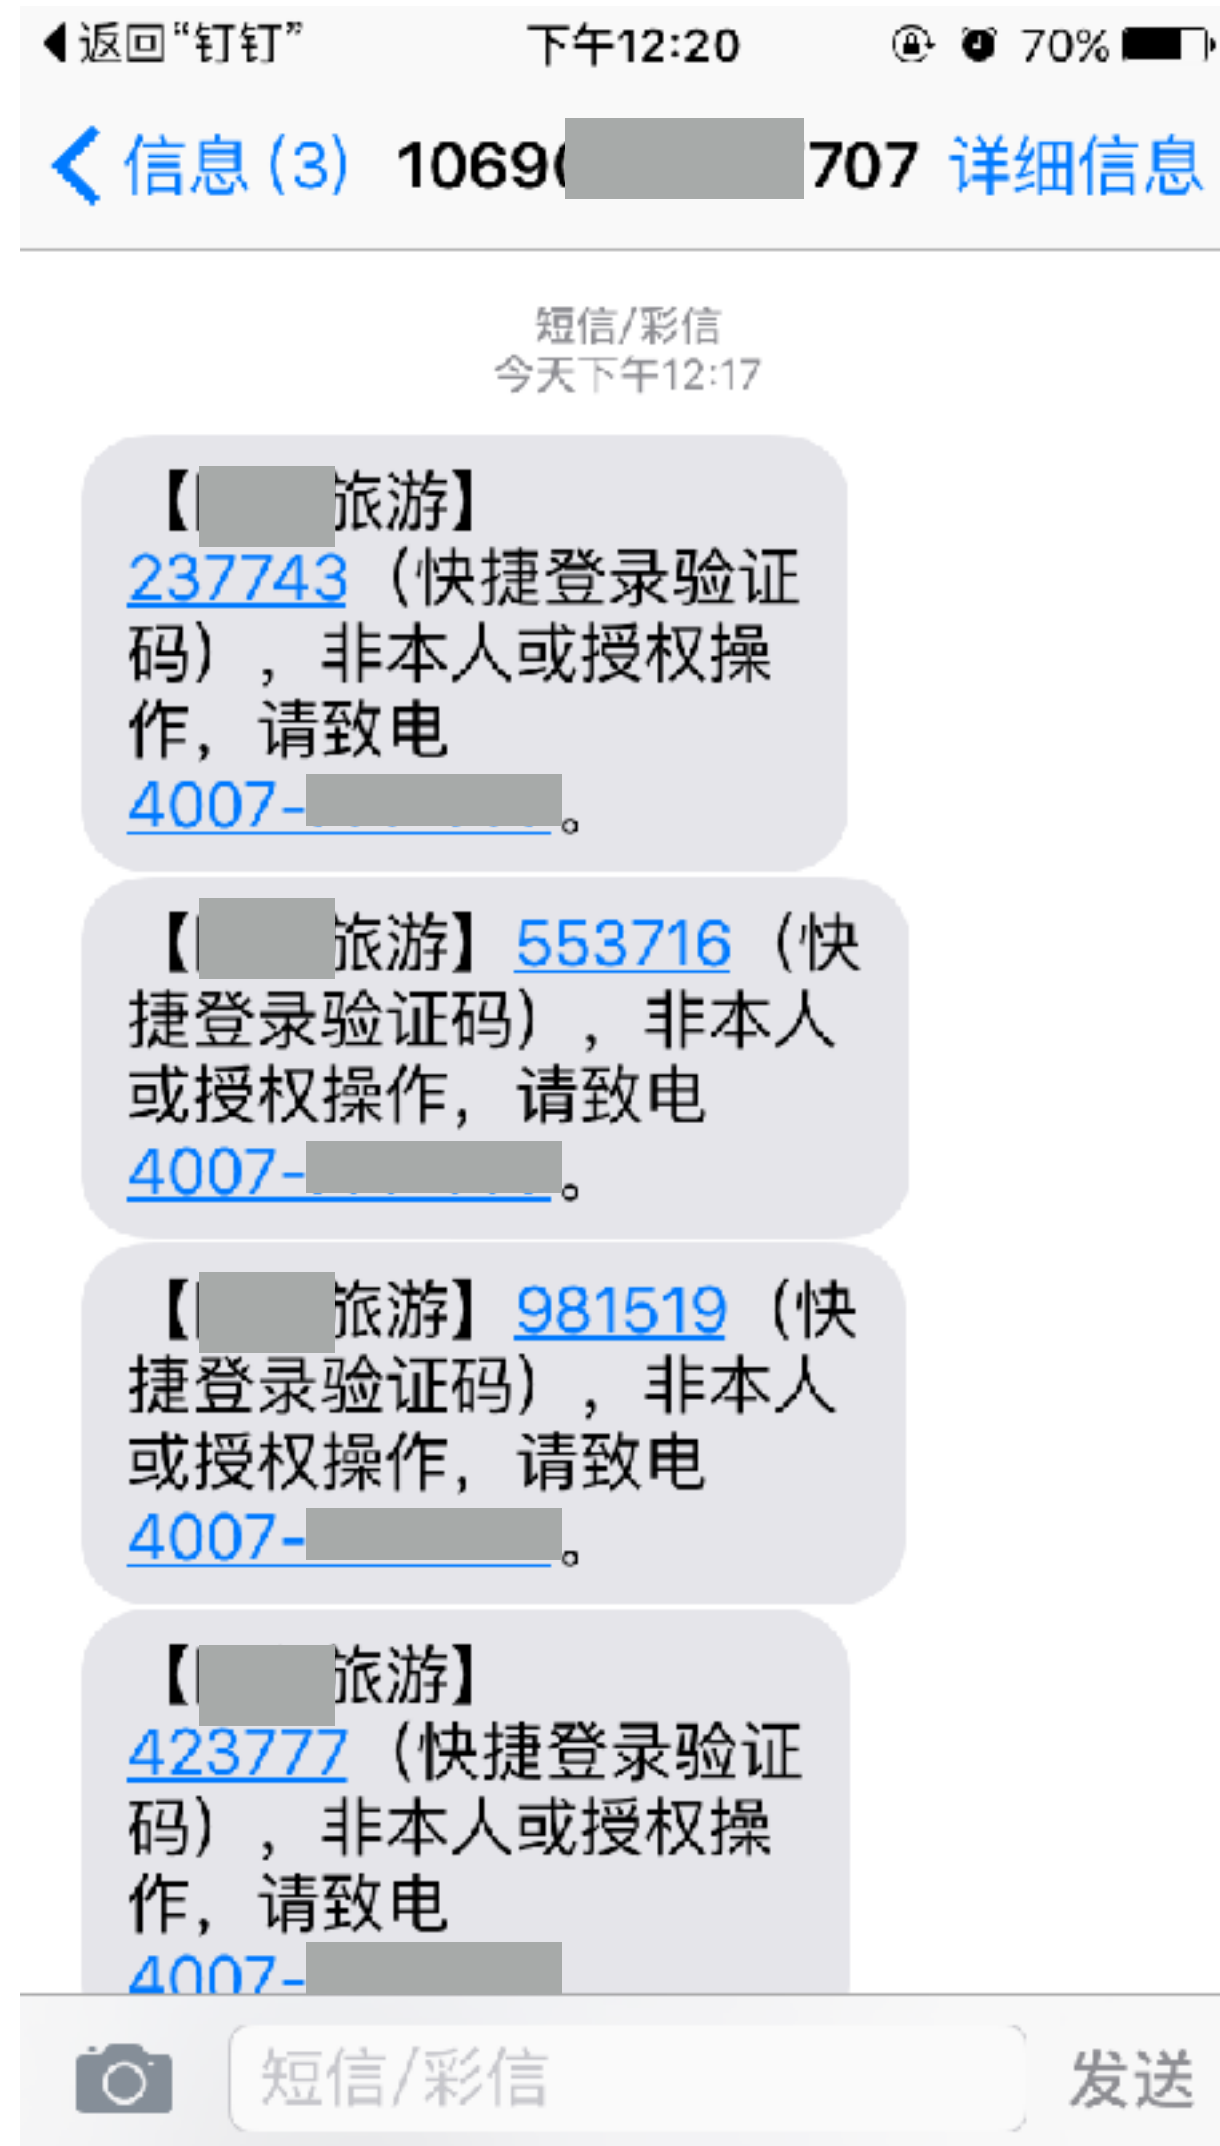 返回“钉钉”
下午12:20
70%
信息 (3)
1069
707
详细信息
短信/彩信
今天下午12:17
【 旅游】
237743（快捷登录验证
码），非本人或授权操
作，请致电
4007- 。
【 旅游】553716（快
捷登录验证码），非本人
或授权操作，请致电
4007- 。
【 旅游】981519（快
捷登录验证码），非本人
或授权操作，请致电
4007- 。
【 旅游】
423777（快捷登录验证
码），非本人或授权操
作，请致电
4007-
短信/彩信
发送